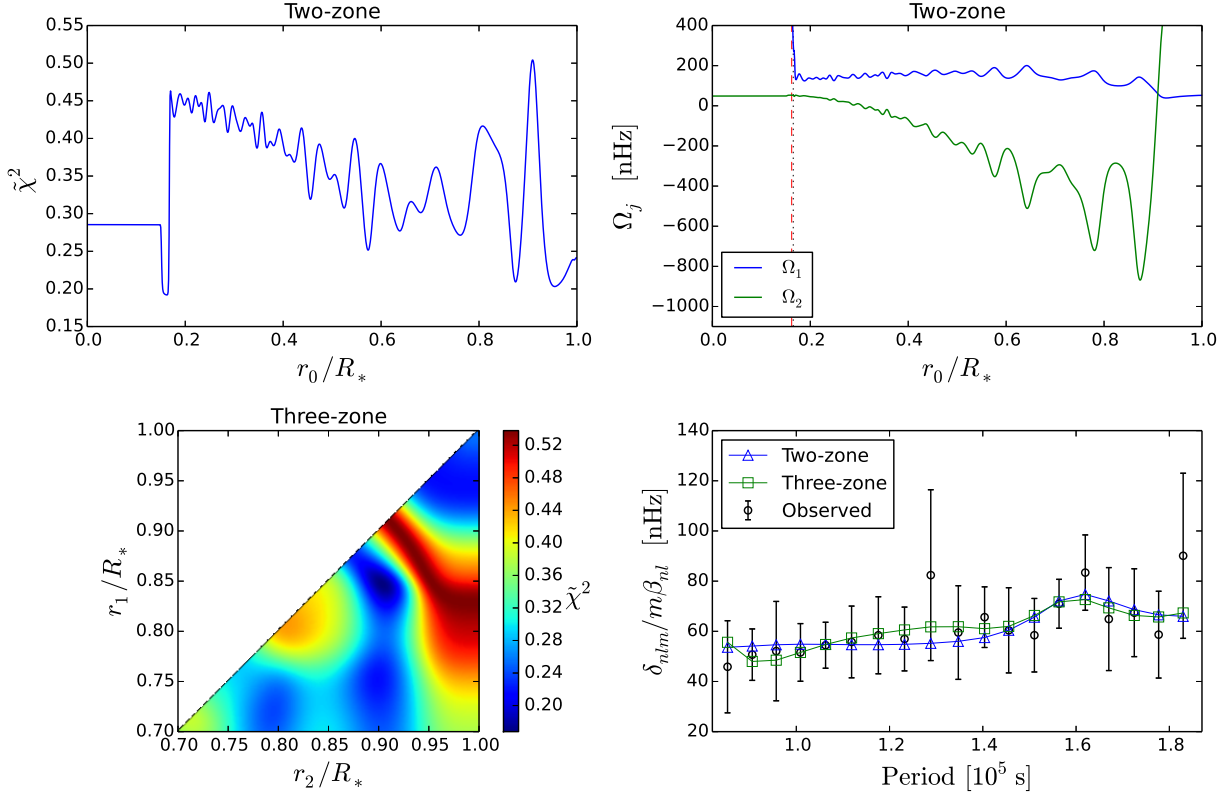 Two-zone
0.55
0.50
0.45
0.40
0.35
0.30
0.25
0.20
0.15
χ̃²
0.0 0.2 0.4 0.6 0.8 1.0
r₀/R∗
Two-zone
400
200
0
−200
−400
−600
−800
−1000
Ωⱼ [nHz]
Ω₁
Ω₂
0.0 0.2 0.4 0.6 0.8 1.0
r₀/R∗
Three-zone
1.00
0.95
0.90
0.85
0.80
0.75
0.70
r₁/R∗
0.70 0.75 0.80 0.85 0.90 0.95 1.00
r₂/R∗
0.52
0.48
0.44
0.40
0.36
0.32
0.28
0.24
0.20
χ̃²
140
120
100
80
60
40
20
δₙₗₘ/mβₙₗ [nHz]
Two-zone
Three-zone
Observed
1.0 1.2 1.4 1.6 1.8
Period [10⁵ s]